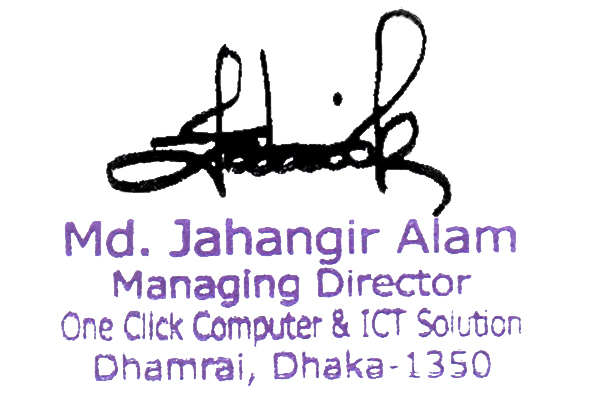 Md. Jahangir Alam
Managing Director
One Click Computer & ICT Solution
Dhamrai, Dhaka-1350